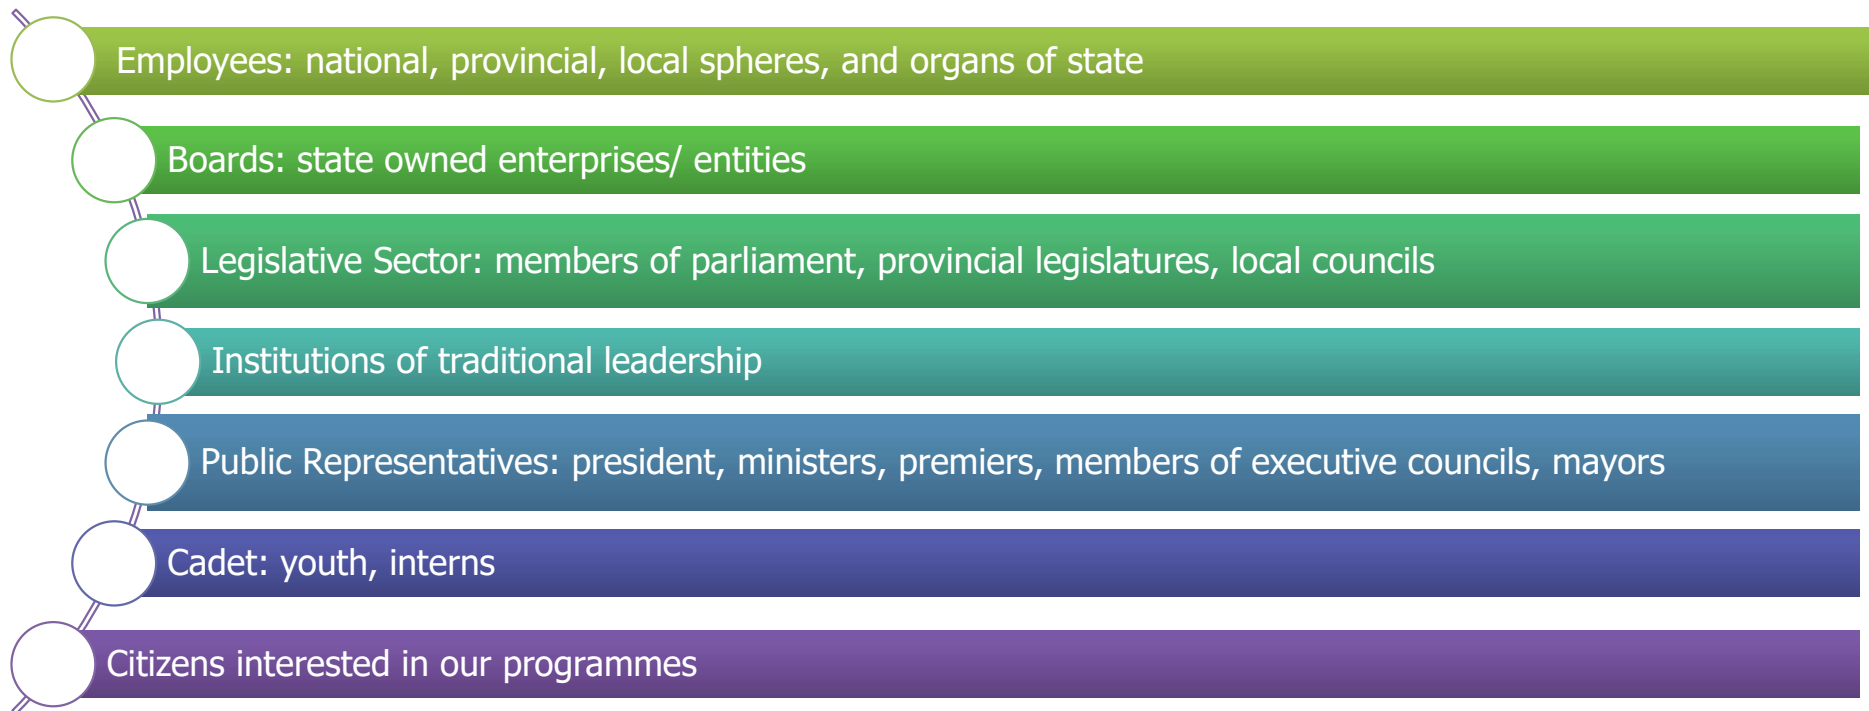 Employees: national, provincial, local spheres, and organs of state
Boards: state owned enterprises/ entities
Legislative Sector: members of parliament, provincial legislatures, local councils
Institutions of traditional leadership
Public Representatives: president, ministers, premiers, members of executive councils, mayors
Cadet: youth, interns
Citizens interested in our programmes